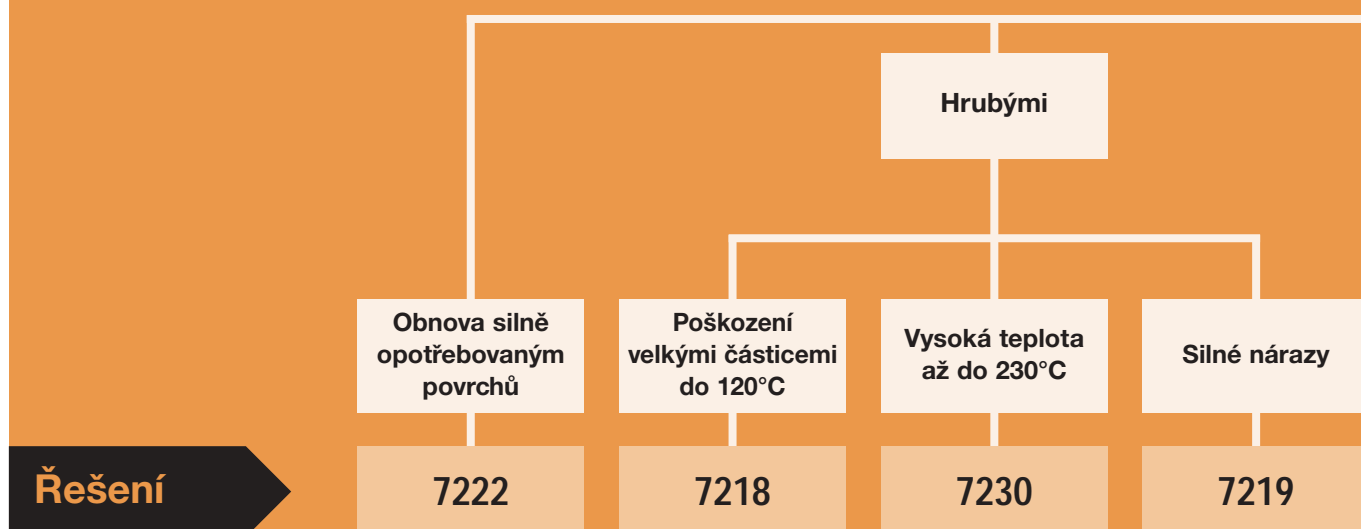 Hrubými
Obnova silně
opotřebovaným
povrchů
Poškození
velkými částicemi
do 120°C
Vysoká teplota
až do 230°C
Silné nárazy
Řešení
7222
7218
7230
7219